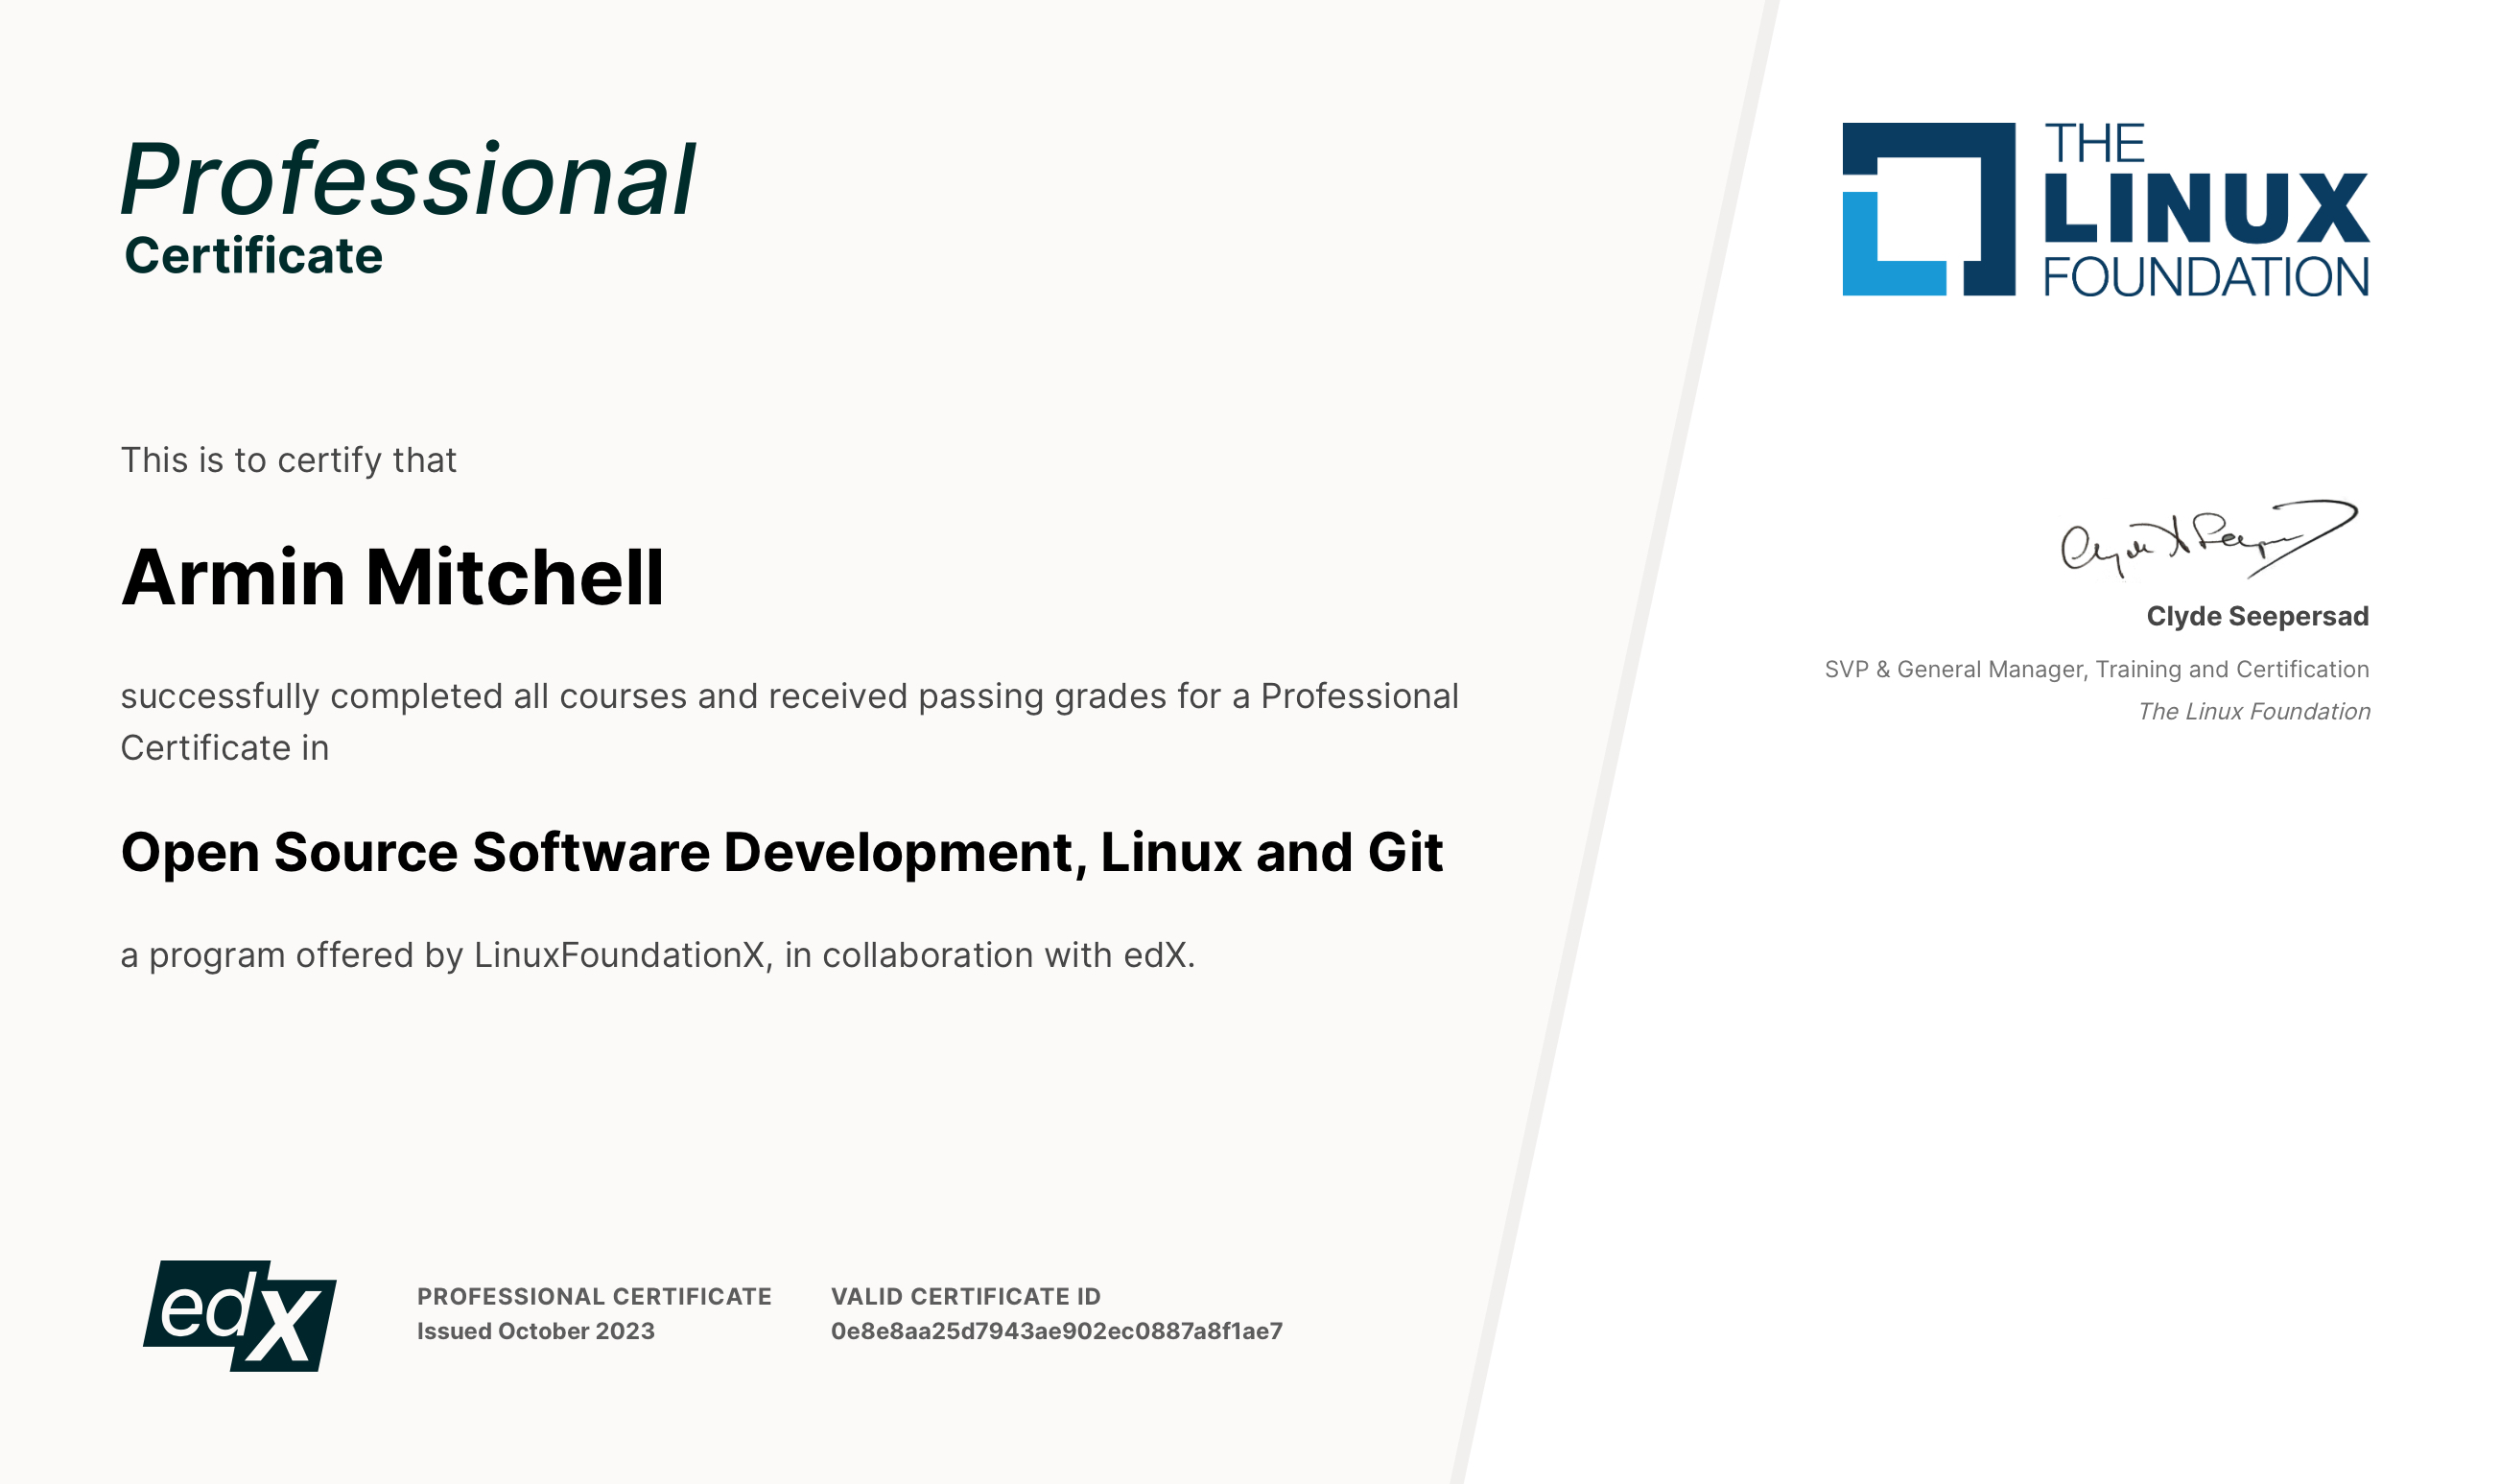 Professional
Certificate
This is to certify that
Armin Mitchell
successfully completed all courses and received passing grades for a Professional
Certificate in
Open Source Software Development, Linux and Git
a program offered by LinuxFoundationX, in collaboration with edX.
edX
PROFESSIONAL CERTIFICATE
Issued October 2023
VALID CERTIFICATE ID
0e8e8aa25d7943ae902ec0887a8f1ae7
THE
LINUX
FOUNDATION
Clyde Seepersad
SVP & General Manager, Training and Certification
The Linux Foundation